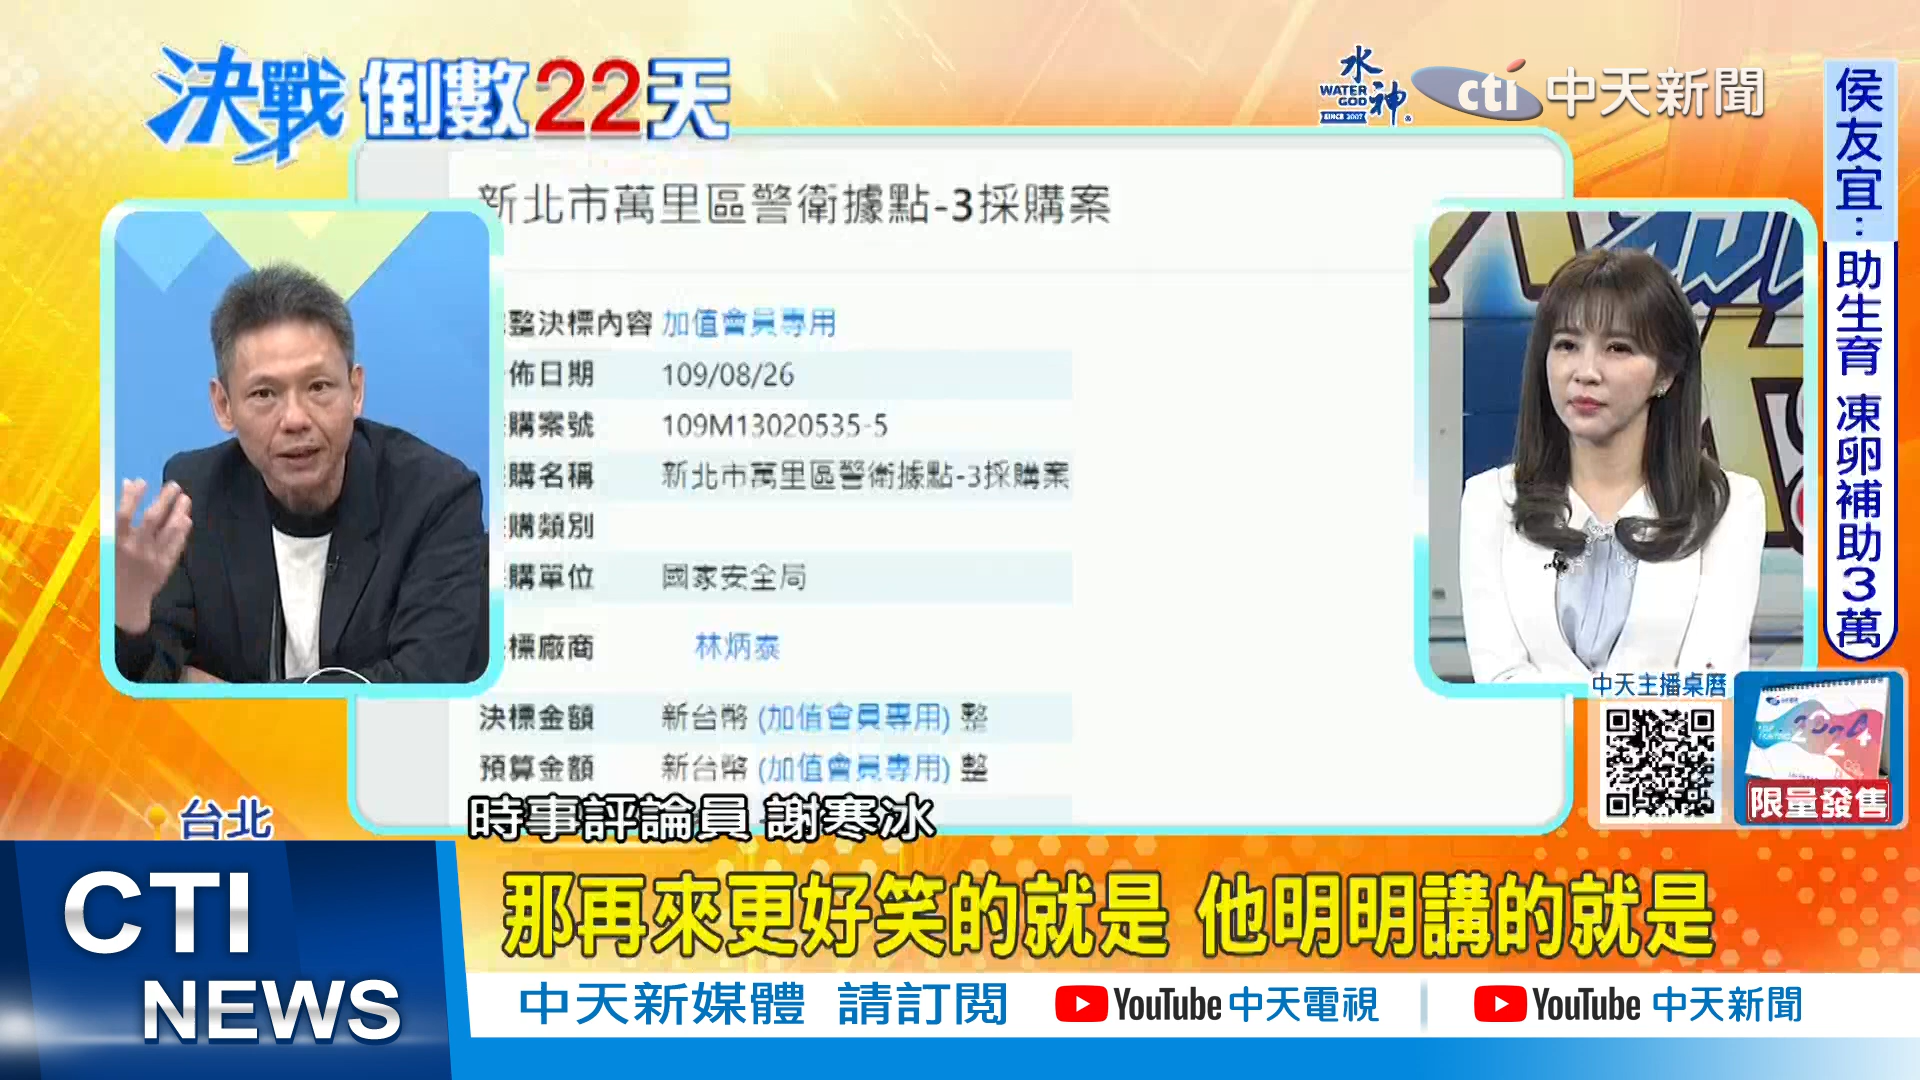 決戰 倒數22天
水神
WATER GOD
SINCE 2007
cti 中天新聞
侯友宜：助生育 凍卵補助3萬
新北市萬里區警衛據點-3採購案
整決標內容 加值會員專用
佈日期 109/08/26
購案號 109M13020535-5
購名稱 新北市萬里區警衛據點-3採購案
購類別
購單位 國家安全局
標廠商 林炳泰
決標金額 新台幣 (加值會員專用) 整
預算金額 新台幣 (加值會員專用) 整
中天主播桌曆
2024
限量發售
台北
時事評論員 謝寒冰
那再來更好笑的就是 他明明講的就是
CTI
NEWS
中天新媒體 請訂閱 YouTube 中天電視 | YouTube 中天新聞